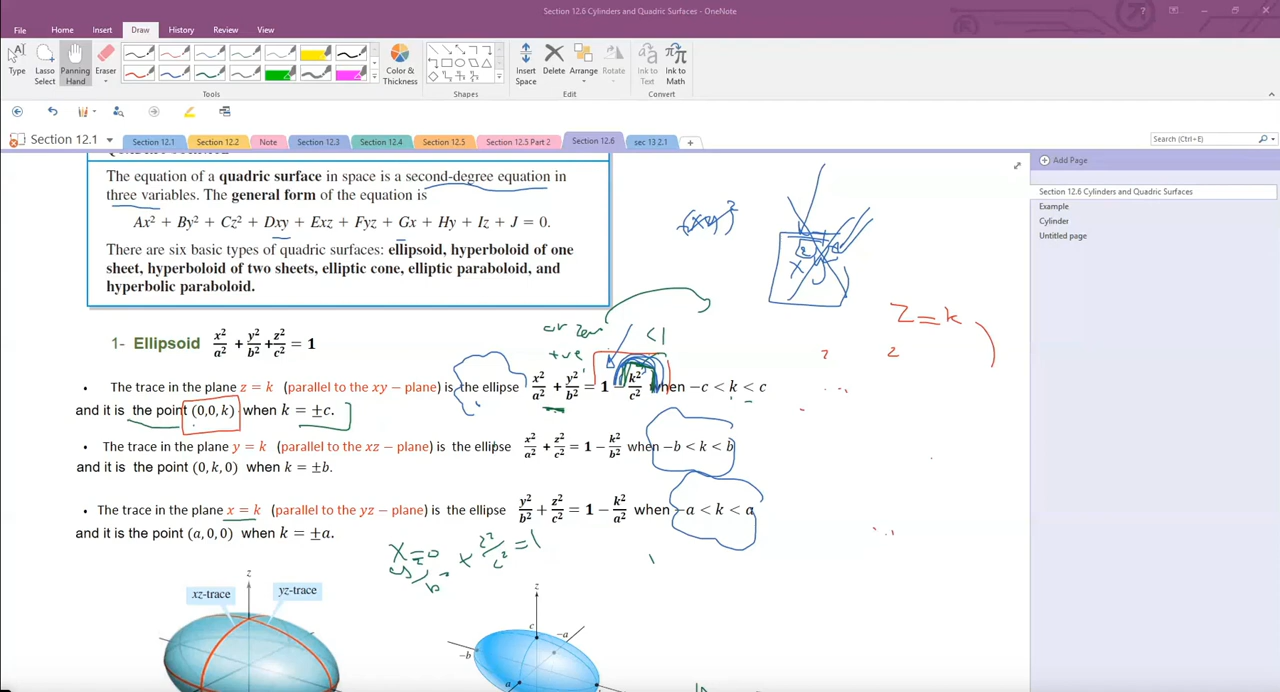 Section 12.6 Cylinders and Quadric Surfaces - OneNote
File Home Insert Draw History Review View
Type
Lasso Select
Panning Hand
Eraser
Color & Thickness
Insert Space
Delete
Arrange
Rotate
Ink to Text
Ink to Math
Tools Shapes Edit Convert
Section 12.1
Section 12.1 Section 12.2 Note Section 12.3 Section 12.4 Section 12.5 Section 12.5 Part 2 Section 12.6 sec 13 2.1 +
Search (Ctrl+E)
Add Page
Section 12.6 Cylinders and Quadric Surfaces
Example
Cylinder
Untitled page
The equation of a quadric surface in space is a second-degree equation in
three variables. The general form of the equation is
Ax² + By² + Cz² + Dxy + Exz + Fyz + Gx + Hy + Iz + J = 0.
There are six basic types of quadric surfaces: ellipsoid, hyperboloid of one
sheet, hyperboloid of two sheets, elliptic cone, elliptic paraboloid, and
hyperbolic paraboloid.
z = k
or zero
+ve
<1
1- Ellipsoid x²/a² + y²/b² + z²/c² = 1
• The trace in the plane z = k (parallel to the xy − plane) is the ellipse x²/a² + y²/b² = 1 − k²/c² when −c < k < c
and it is the point (0,0,k) when k = ±c.
• The trace in the plane y = k (parallel to the xz − plane) is the ellipse x²/a² + z²/c² = 1 − k²/b² when −b < k < b
and it is the point (0, k, 0) when k = ±b.
• The trace in the plane x = k (parallel to the yz − plane) is the ellipse y²/b² + z²/c² = 1 − k²/a² when −a < k < a
and it is the point (a, 0, 0) when k = ±a.
x=0
y²/b² + z²/c² = 1
xz-trace
yz-trace
z
z
c
−a
−b
a